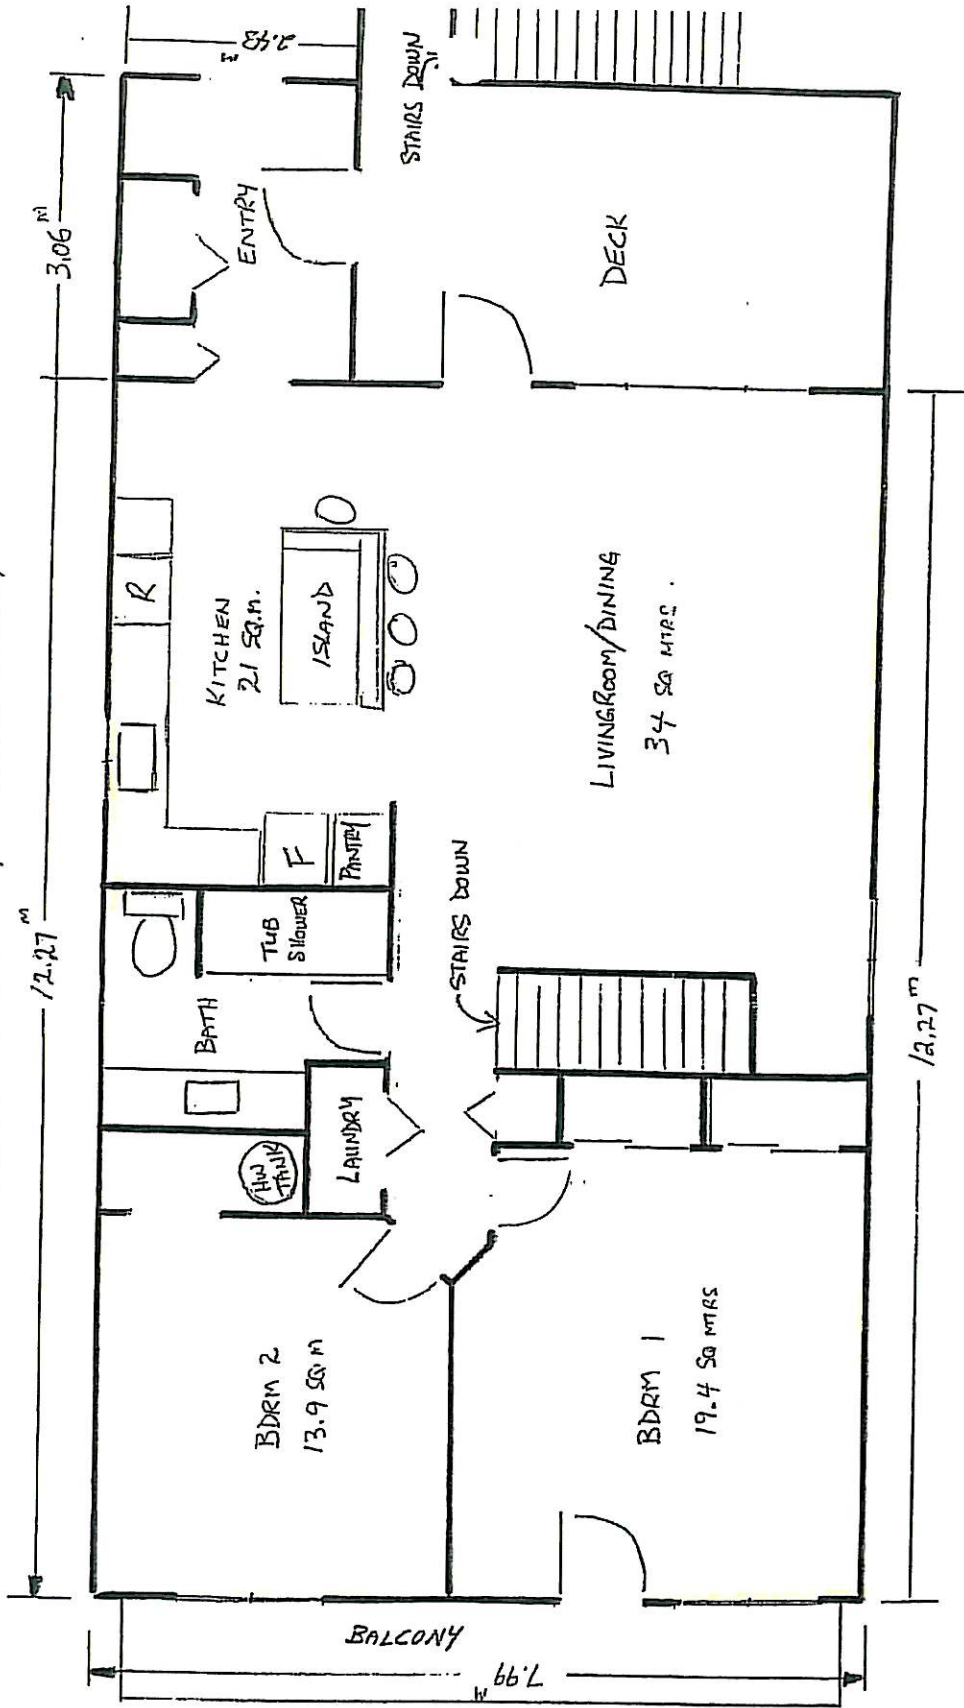 12.27 M
3.06 M
2.43 M
STAIRS DOWN
ENTRY
DECK
R
KITCHEN
21 SQ.M.
ISLAND
F
PANTRY
LIVINGROOM/DINING
34 SQ MTRS.
TUB
SHOWER
BATH
STAIRS DOWN
LAUNDRY
HW
TANK
BDRM 2
13.9 SQ M
BDRM 1
19.4 SQ MTRS
BALCONY
7.99 M
12.27 M